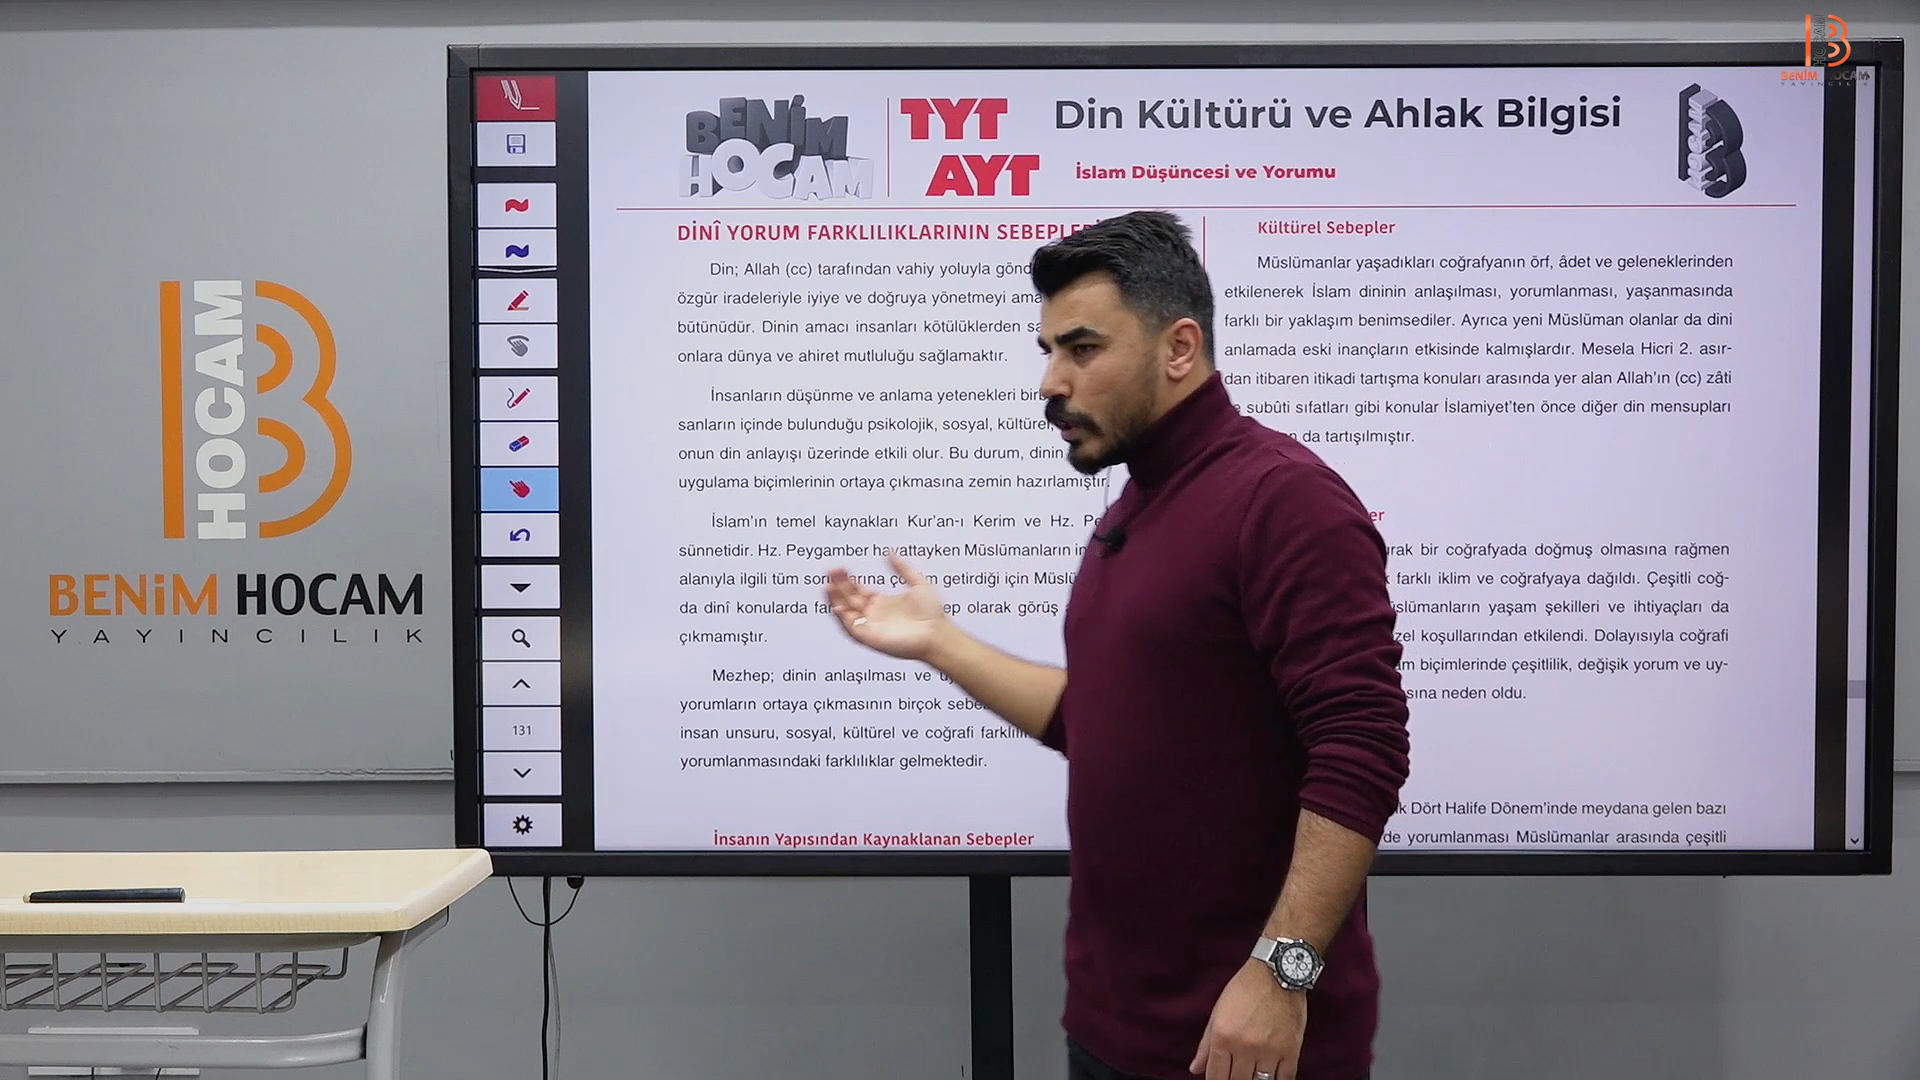 HOCAM
BENİM HOCAM
YAYINCILIK
HOCAM
BENİM HOCAM
YAYINCILIK
BENİM
HOCAM
TYT
AYT
Din Kültürü ve Ahlak Bilgisi
İslam Düşüncesi ve Yorumu
DİNÎ YORUM FARKLILIKLARININ
Din; Allah (cc) tarafından vahiy yoluyla
özgür iradeleriyle iyiye ve doğruya yönetmeyi
bütünüdür. Dinin amacı insanları kötülüklerden
onlara dünya ve ahiret mutluluğu sağlamaktır.
İnsanların düşünme ve anlama yetenekleri
sanların içinde bulunduğu psikolojik, sosyal, kültürel,
onun din anlayışı üzerinde etkili olur. Bu durum, dinin
uygulama biçimlerinin ortaya çıkmasına zemin hazırlamıştır.
İslam'ın temel kaynakları Kur'an-ı Kerim ve Hz.
sünnetidir. Hz. Peygamber hayattayken Müslümanların
alanıyla ilgili tüm getirdiği için
da dinî konularda olarak görüş
çıkmamıştır.
Mezhep; dinin anlaşılması ve
yorumların ortaya çıkmasının birçok
insan unsuru, sosyal, kültürel ve coğrafi
yorumlanmasındaki farklılıklar gelmektedir.
İnsanın Yapısından Kaynaklanan Sebepler
Kültürel Sebepler
Müslümanlar yaşadıkları coğrafyanın örf, âdet ve geleneklerinden
etkilenerek İslam dininin anlaşılması, yorumlanması, yaşanmasında
farklı bir yaklaşım benimsediler. Ayrıca yeni Müslüman olanlar da dini
anlamada eski inançların etkisinde kalmışlardır. Mesela Hicri 2. asır-
dan itibaren itikadi tartışma konuları arasında yer alan Allah'ın (cc) zâti
subûti sıfatları gibi konular İslamiyet'ten önce diğer din mensupları
da tartışılmıştır.
bir coğrafyada doğmuş olmasına rağmen
farklı iklim ve coğrafyaya dağıldı. Çeşitli coğ-
yaşam şekilleri ve ihtiyaçları da
koşullarından etkilendi. Dolayısıyla coğrafi
biçimlerinde çeşitlilik, değişik yorum ve uy-
neden oldu.
Dört Halife Dönem'inde meydana gelen bazı
yorumlanması Müslümanlar arasında çeşitli
131